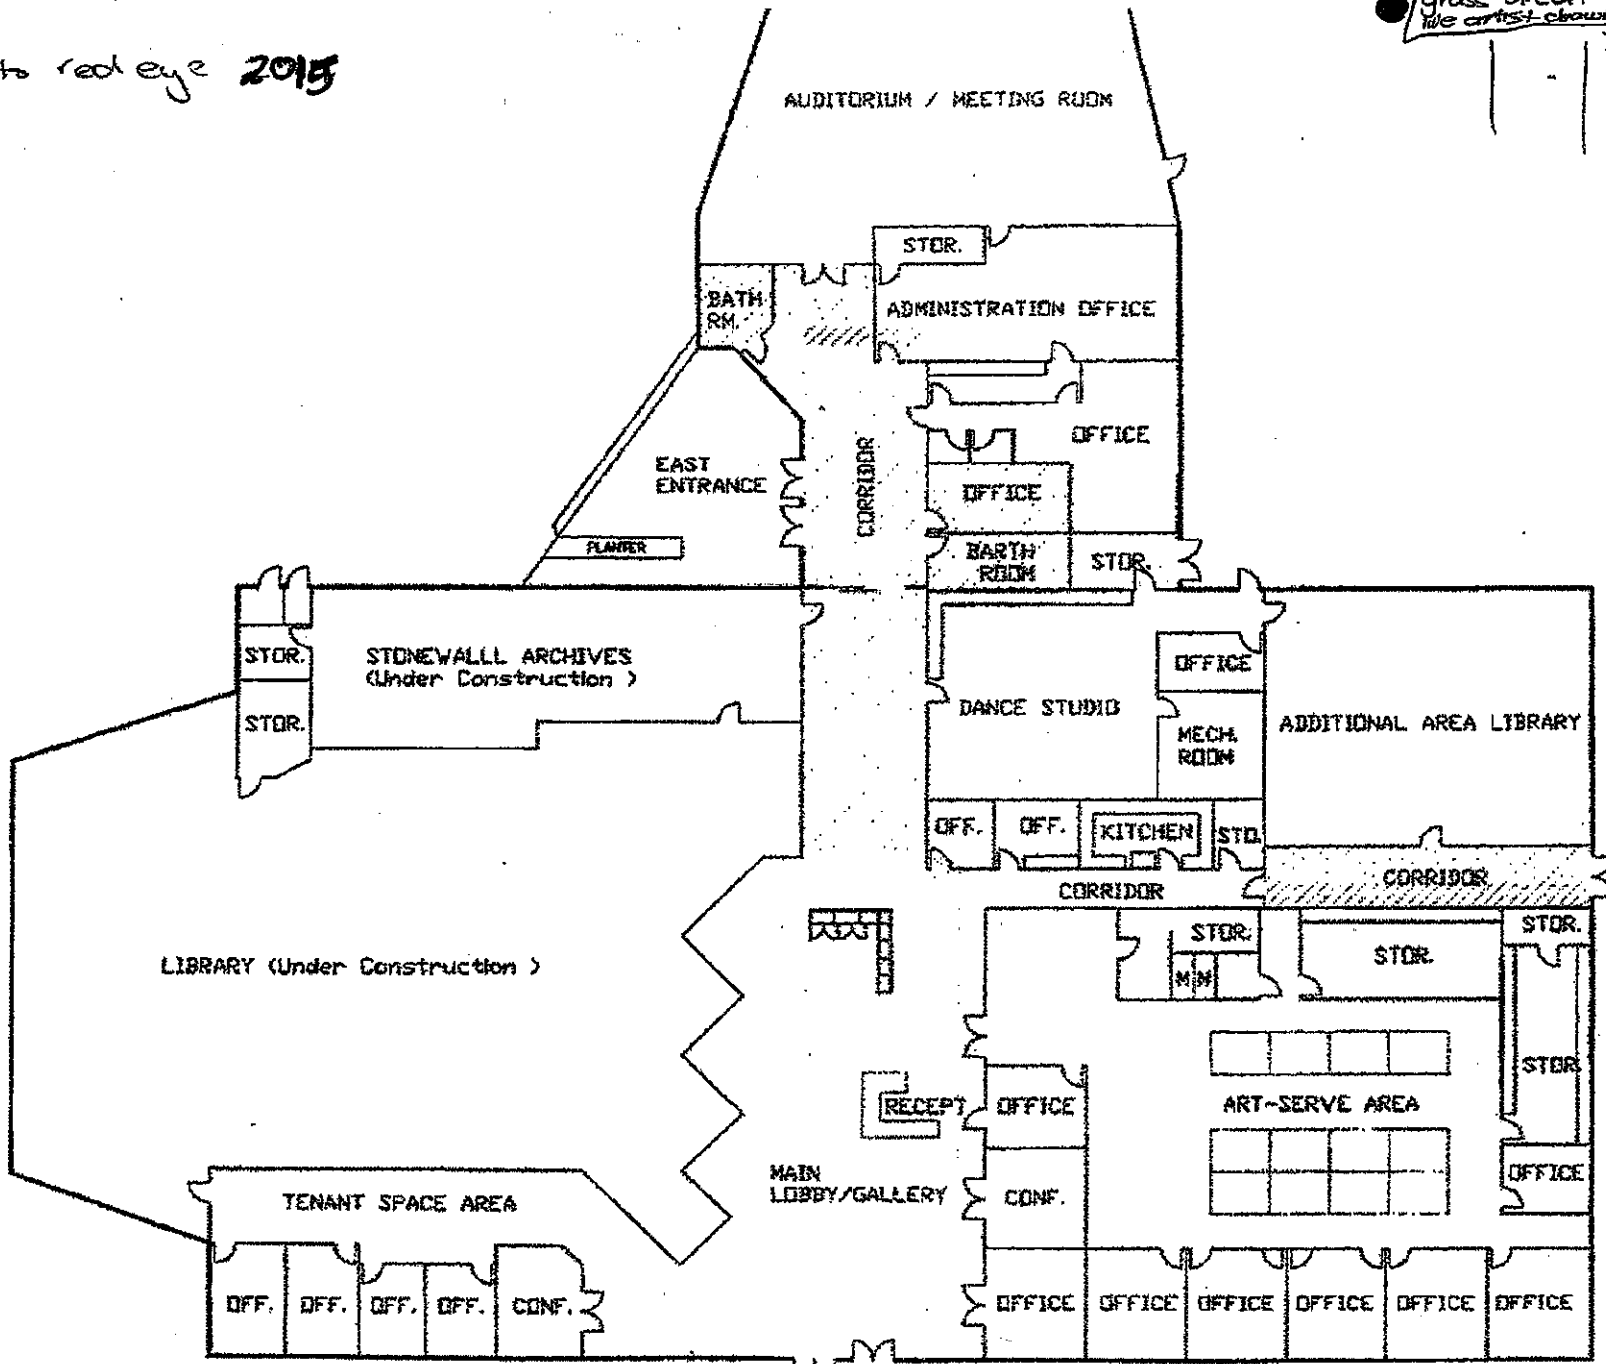 to red eye 2015
grass
AUDITORIUM / MEETING ROOM
STOR.
BATH
RM.
ADMINISTRATION OFFICE
OFFICE
EAST
ENTRANCE
CORRIDOR
OFFICE
PLANTER
BARTH
ROOM
STOR.
STOR.
STONEWALLL ARCHIVES
(Under Construction )
OFFICE
STOR.
DANCE STUDIO
MECH.
ROOM
ADDITIONAL AREA LIBRARY
OFF.
OFF.
KITCHEN
STO.
CORRIDOR
CORRIDOR
LIBRARY (Under Construction )
STOR.
STOR.
STOR.
M
M
STOR.
RECEPT
OFFICE
ART-SERVE AREA
MAIN
LOBBY/GALLERY
CONF.
OFFICE
TENANT SPACE AREA
OFF.
OFF.
OFF.
OFF.
CONF.
OFFICE
OFFICE
OFFICE
OFFICE
OFFICE
OFFICE